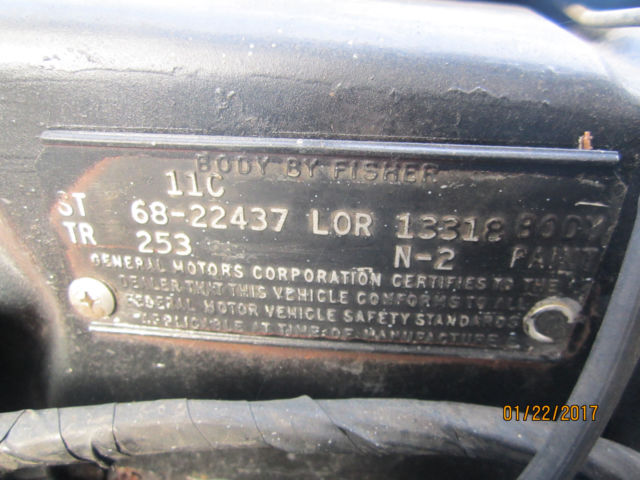 BODY BY FISHER
11C
ST 68-22437 LOR 13318 BODY
TR 253 N-2 PAINT
GENERAL MOTORS CORPORATION CERTIFIES TO THE
DEALER THAT THIS VEHICLE CONFORMS TO ALL
FEDERAL MOTOR VEHICLE SAFETY STANDARDS
APPLICABLE AT TIME OF MANUFACTURE
01/22/2017